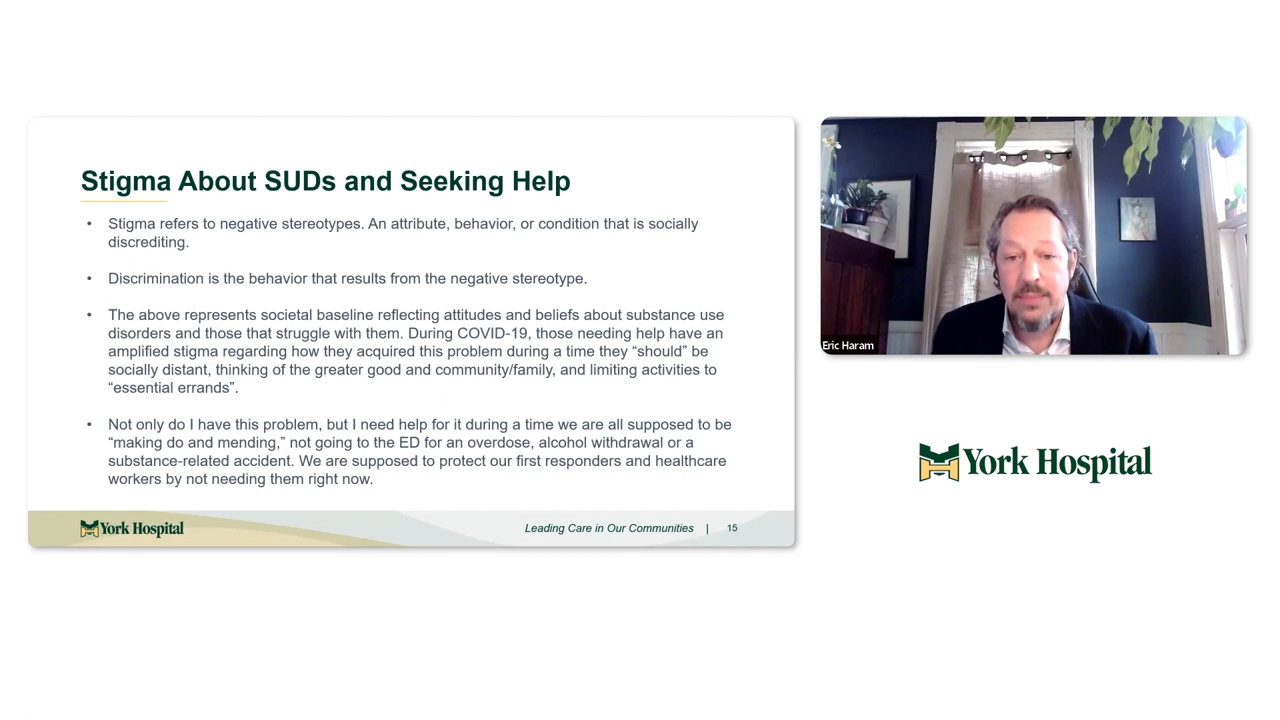 Stigma About SUDs and Seeking Help
• Stigma refers to negative stereotypes. An attribute, behavior, or condition that is socially
discrediting.
• Discrimination is the behavior that results from the negative stereotype.
• The above represents societal baseline reflecting attitudes and beliefs about substance use
disorders and those that struggle with them. During COVID-19, those needing help have an
amplified stigma regarding how they acquired this problem during a time they “should” be
socially distant, thinking of the greater good and community/family, and limiting activities to
“essential errands”.
• Not only do I have this problem, but I need help for it during a time we are all supposed to be
“making do and mending,” not going to the ED for an overdose, alcohol withdrawal or a
substance-related accident. We are supposed to protect our first responders and healthcare
workers by not needing them right now.
York Hospital
Leading Care in Our Communities | 15
Eric Haram
York Hospital